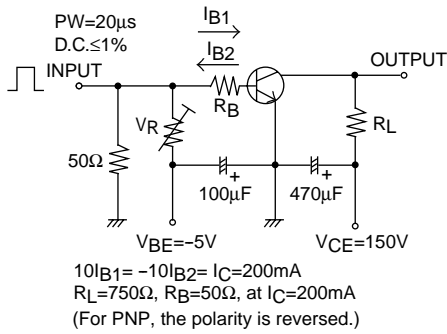 PW=20μs
D.C.≤1%
IB1
IB2
INPUT
OUTPUT
RB
VR
RL
50Ω
+
+
100μF
470μF
VBE=–5V
VCE=150V
10IB1= –10IB2= IC=200mA
RL=750Ω, RB=50Ω, at IC=200mA
(For PNP, the polarity is reversed.)